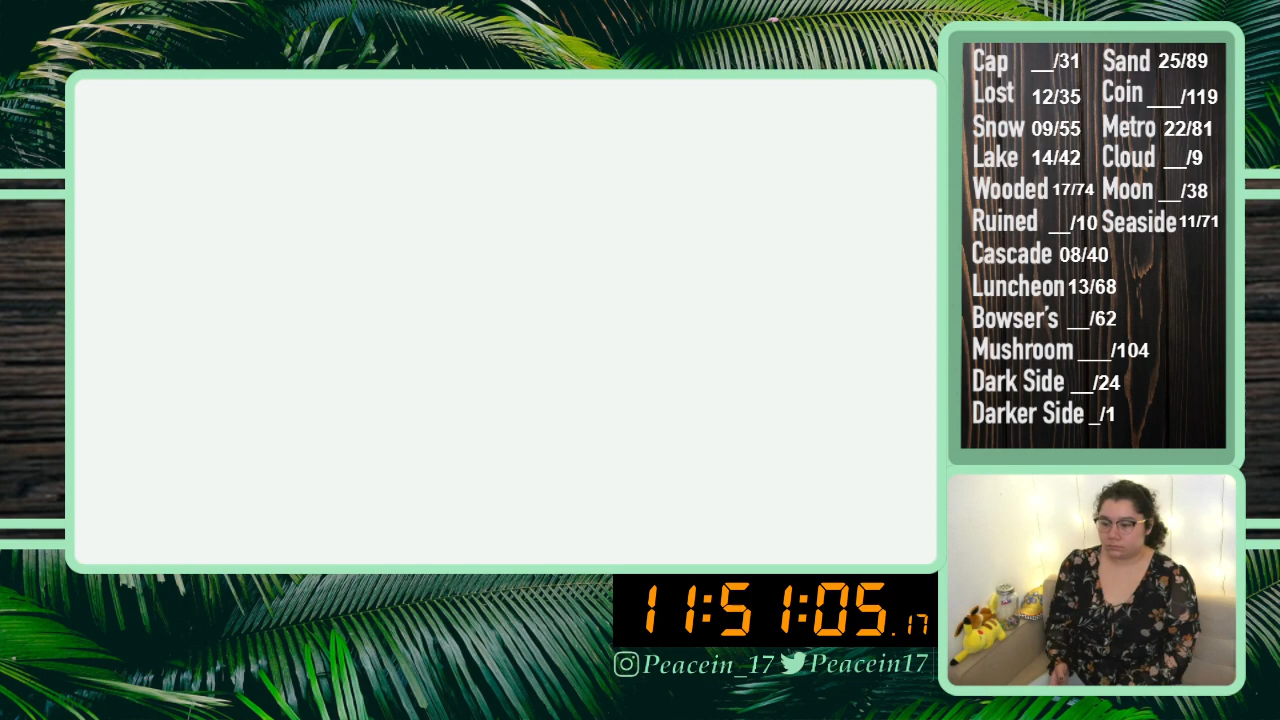 Cap __/31 Sand 25/89
Lost 12/35 Coin ___/119
Snow 09/55 Metro 22/81
Lake 14/42 Cloud __/9
Wooded 17/74 Moon __/38
Ruined __/10 Seaside 11/71
Cascade 08/40
Luncheon 13/68
Bowser's __/62
Mushroom ___/104
Dark Side __/24
Darker Side _/1
11:51:05.17
Peacein_17 Peacein17